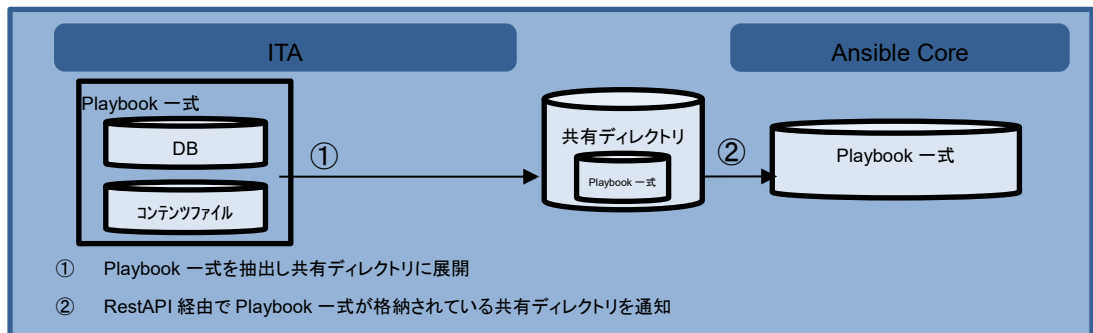 ITA
Ansible Core
Playbook 一式
DB
コンテンツファイル
①
共有ディレクトリ
Playbook 一式
②
Playbook 一式
① Playbook 一式を抽出し共有ディレクトリに展開
② RestAPI 経由で Playbook 一式が格納されている共有ディレクトリを通知